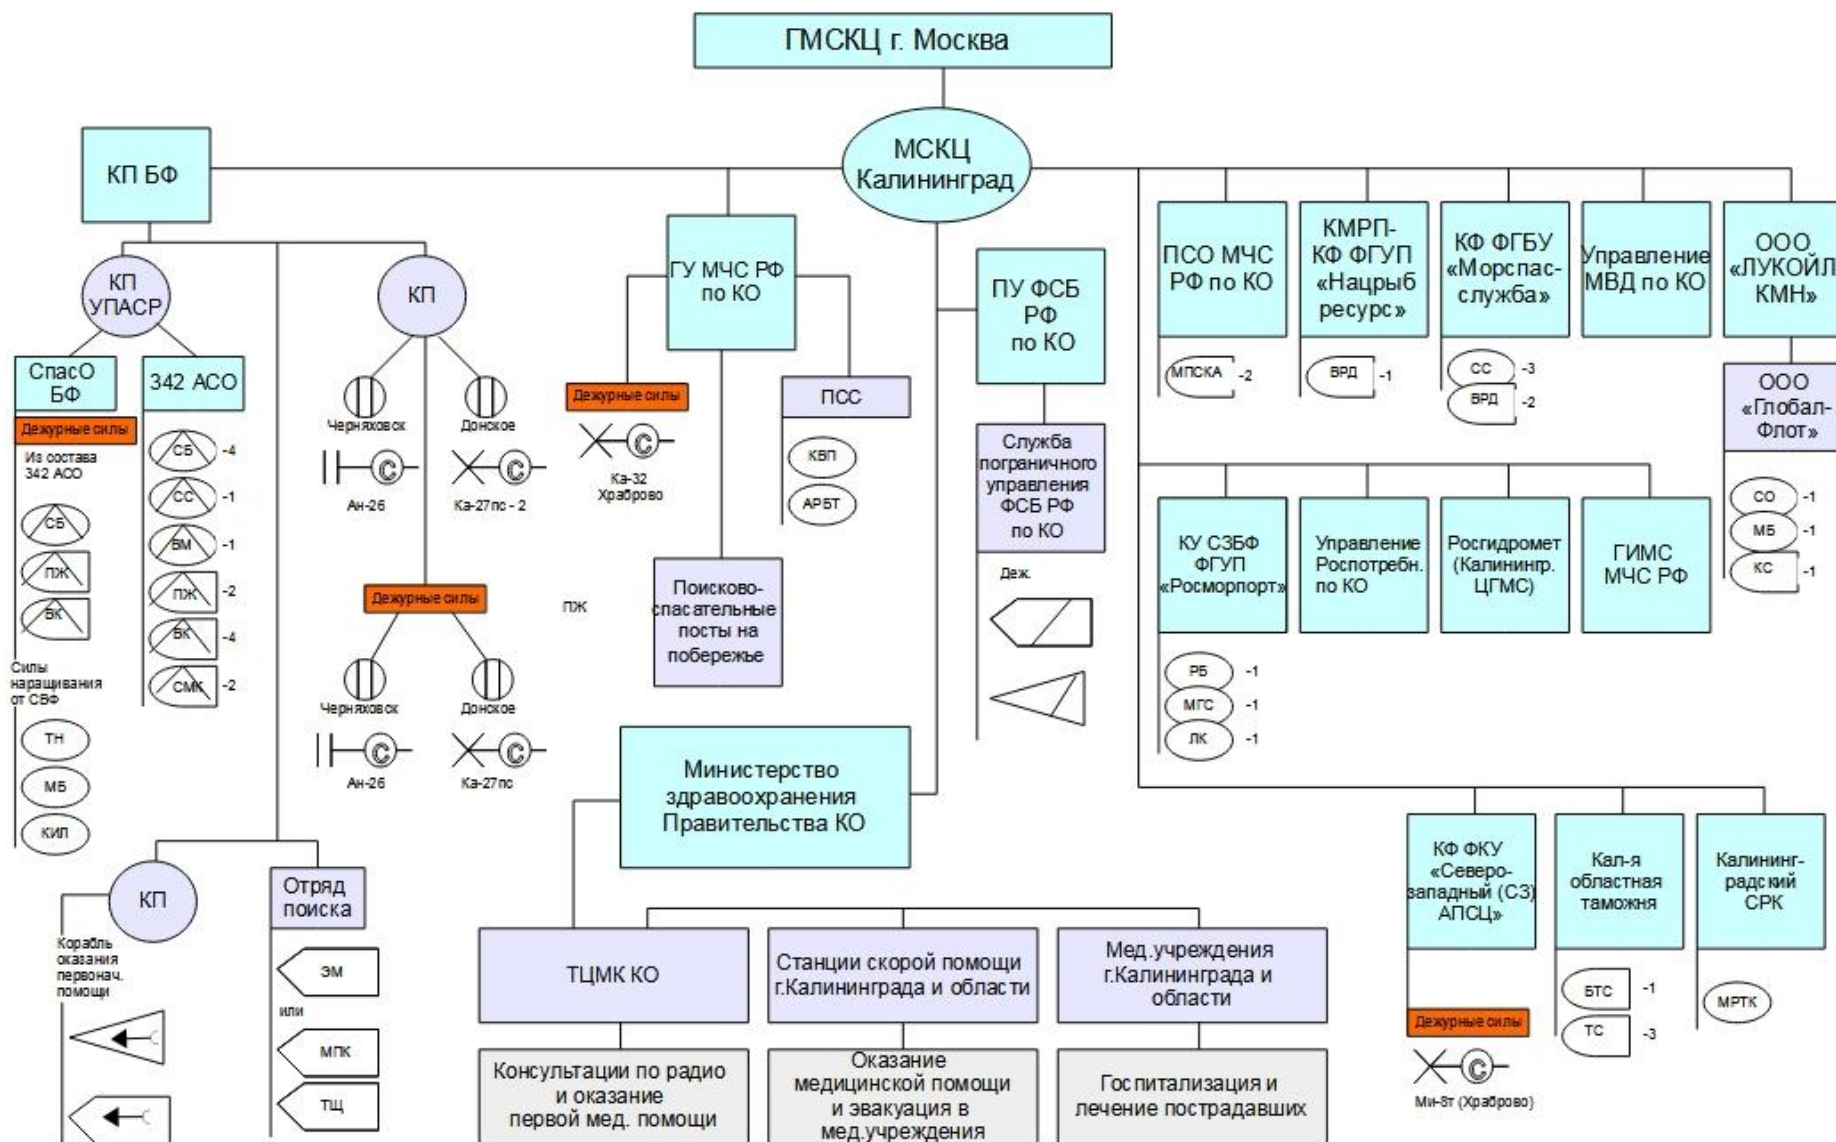 ГМСКЦ г. Москва
МСКЦ
Калининград
КП БФ
КП
УПАСР
КП
СпасО
БФ
342 АСО
Дежурные силы
Из состава
342 АСО
СБ
ПЖ
ВК
Силы
наращивания
от СВФ
ТН
МБ
КИЛ
СБ -4
СС -1
ВМ -1
ПЖ -2
ВК -4
СМК -2
Черняховск
Донское
С
С
Ан-26
Ка-27пс - 2
Дежурные силы
Черняховск
Донское
С
С
Ан-26
Ка-27пс
КП
Корабль
оказания
первонач.
помощи
Отряд
поиска
ЭМ
или
МПК
ТЩ
ГУ МЧС РФ
по КО
Дежурные силы
С
Ка-32
Храброво
ПЖ
ПСС
КВП
АРБТ
Поисково-
спасательные
посты на
побережье
ПУ ФСБ
РФ
по КО
Служба
пограничного
управления
ФСБ РФ
по КО
Деж.
Министерство
здравоохранения
Правительства КО
ТЦМК КО
Станции скорой помощи
г.Калининграда и области
Мед.учреждения
г.Калининграда и
области
Консультации по радио
и оказание
первой мед. помощи
Оказание
медицинской помощи
и эвакуация в
мед.учреждения
Госпитализация и
лечение пострадавших
ПСО МЧС
РФ по КО
МПСКА -2
КМРП-
КФ ФГУП
«Нацрыб
ресурс»
ВРД -1
КФ ФГБУ
«Морспас-
служба»
СС -3
ВРД -2
Управление
МВД по КО
ООО
«ЛУКОЙЛ
КМН»
ООО
«Глобал-
Флот»
СО -1
МБ -1
КС -1
КУ СЗБФ
ФГУП
«Росморпорт»
РБ -1
МГС -1
ЛК -1
Управление
Роспотребн.
по КО
Росгидромет
(Калинингр.
ЦГМС)
ГИМС
МЧС РФ
КФ ФКУ
«Северо-
западный (СЗ)
АПСЦ»
Дежурные силы
С
Ми-8т (Храброво)
Кал-я
областная
таможня
БТС -1
ТС -3
Калининг-
радский
СРК
МРТК